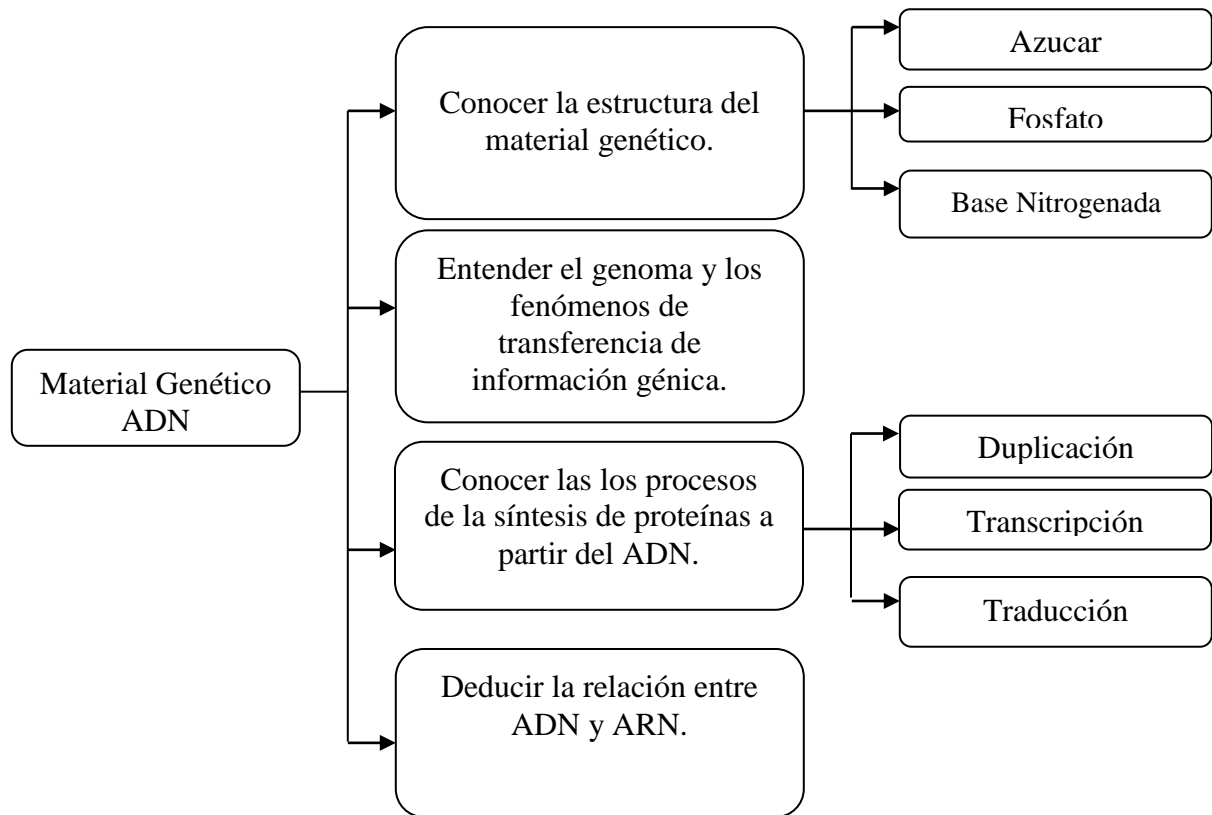 Material Genético
ADN
Conocer la estructura del
material genético.
Azucar
Fosfato
Base Nitrogenada
Entender el genoma y los
fenómenos de
transferencia de
información génica.
Conocer las los procesos
de la síntesis de proteínas a
partir del ADN.
Duplicación
Transcripción
Traducción
Deducir la relación entre
ADN y ARN.